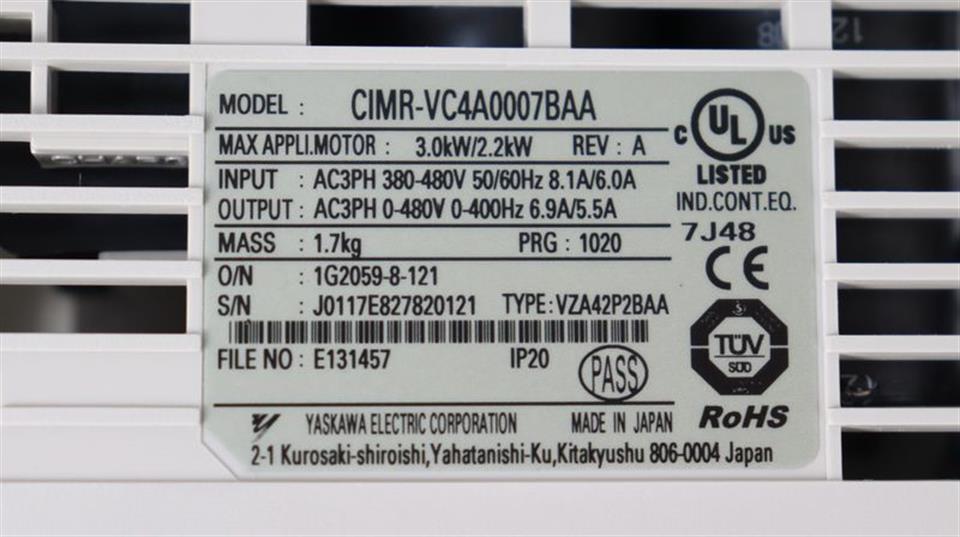 MODEL : CIMR-VC4A0007BAA
MAX APPLI.MOTOR : 3.0kW/2.2kW REV : A
INPUT : AC3PH 380-480V 50/60Hz 8.1A/6.0A
OUTPUT : AC3PH 0-480V 0-400Hz 6.9A/5.5A
MASS : 1.7kg PRG : 1020
O/N : 1G2059-8-121
S/N : J0117E827820121 TYPE : VZA42P2BAA
FILE NO : E131457 IP20
PASS
YASKAWA ELECTRIC CORPORATION MADE IN JAPAN
2-1 Kurosaki-shiroishi,Yahatanishi-Ku,Kitakyushu 806-0004 Japan
C UL US
LISTED
IND.CONT.EQ.
7J48
CE
TÜV
SÜD
RoHS